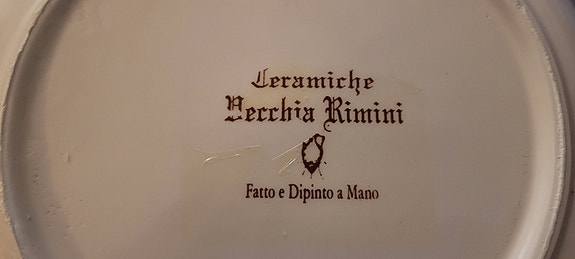 Ceramiche
Vecchia Rimini
Fatto e Dipinto a Mano